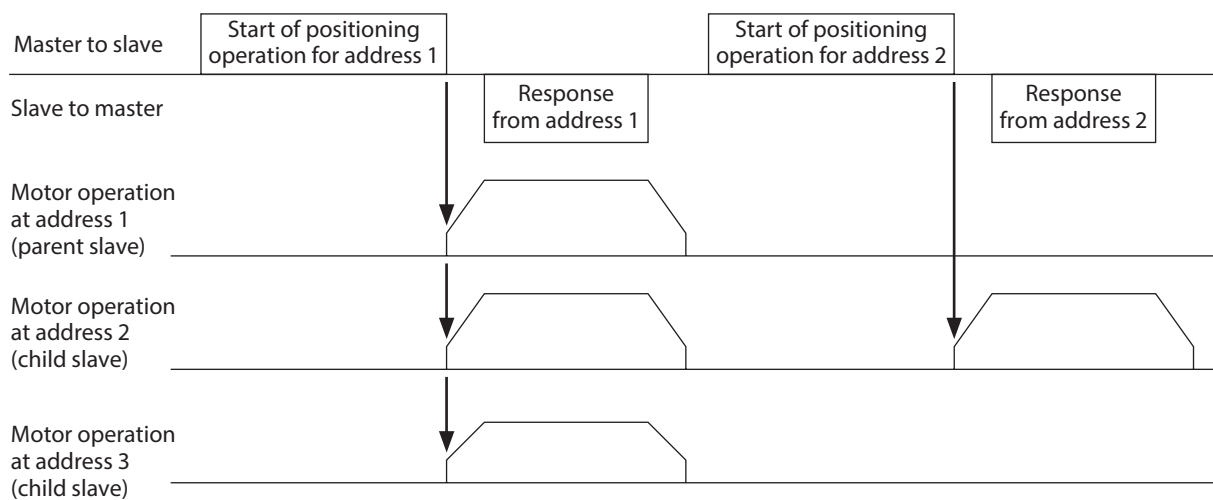 Master to slave
Start of positioning
operation for address 1
Start of positioning
operation for address 2
Slave to master
Response
from address 1
Response
from address 2
Motor operation
at address 1
(parent slave)
Motor operation
at address 2
(child slave)
Motor operation
at address 3
(child slave)